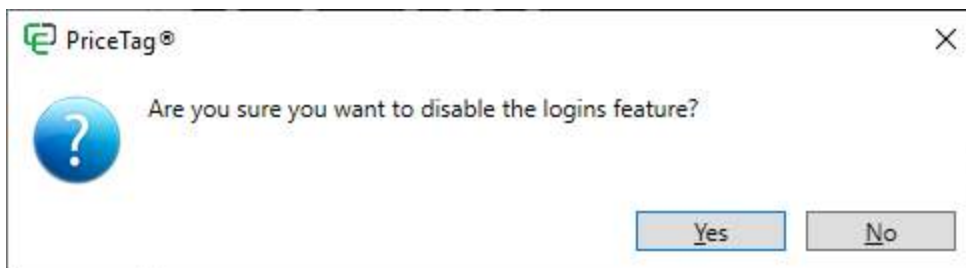 PriceTag®
Are you sure you want to disable the logins feature?
Yes No